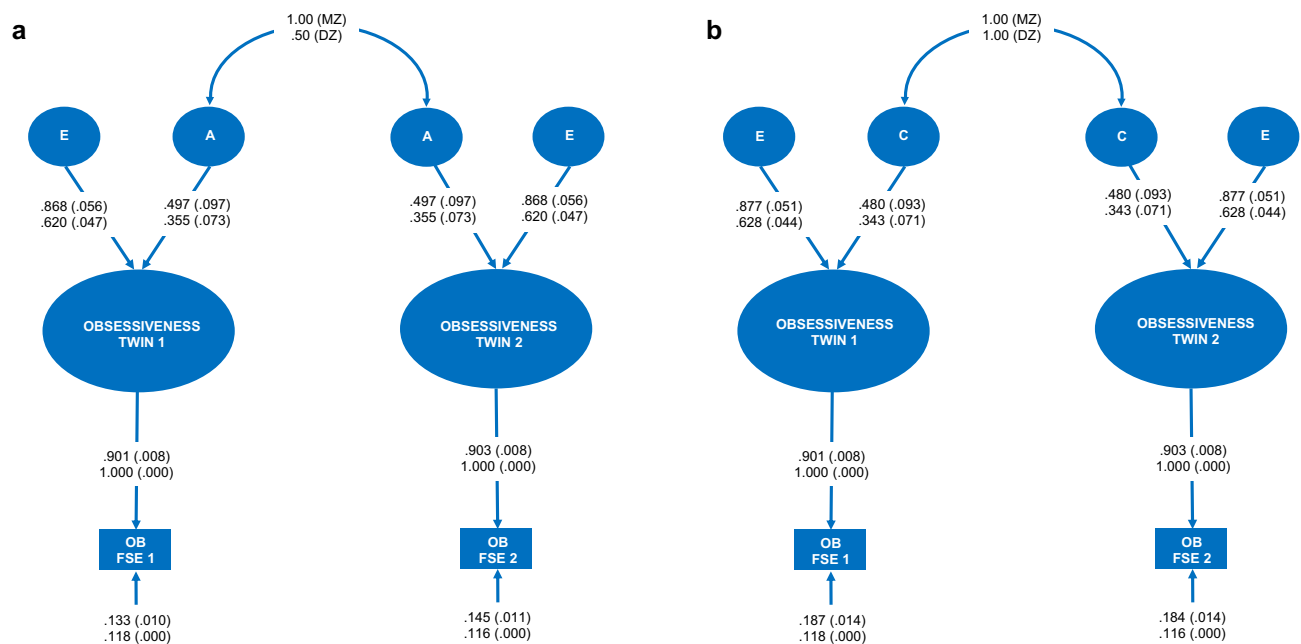 a
1.00 (MZ)
.50 (DZ)
E
A
A
E
.868 (.056)
.620 (.047)
.497 (.097)
.355 (.073)
.497 (.097)
.355 (.073)
.868 (.056)
.620 (.047)
OBSESSIVENESS
TWIN 1
OBSESSIVENESS
TWIN 2
.901 (.008)
1.000 (.000)
.903 (.008)
1.000 (.000)
OB
FSE 1
OB
FSE 2
.133 (.010)
.118 (.000)
.145 (.011)
.116 (.000)
b
1.00 (MZ)
1.00 (DZ)
E
C
C
E
.877 (.051)
.628 (.044)
.480 (.093)
.343 (.071)
.480 (.093)
.343 (.071)
.877 (.051)
.628 (.044)
OBSESSIVENESS
TWIN 1
OBSESSIVENESS
TWIN 2
.901 (.008)
1.000 (.000)
.903 (.008)
1.000 (.000)
OB
FSE 1
OB
FSE 2
.187 (.014)
.118 (.000)
.184 (.014)
.116 (.000)